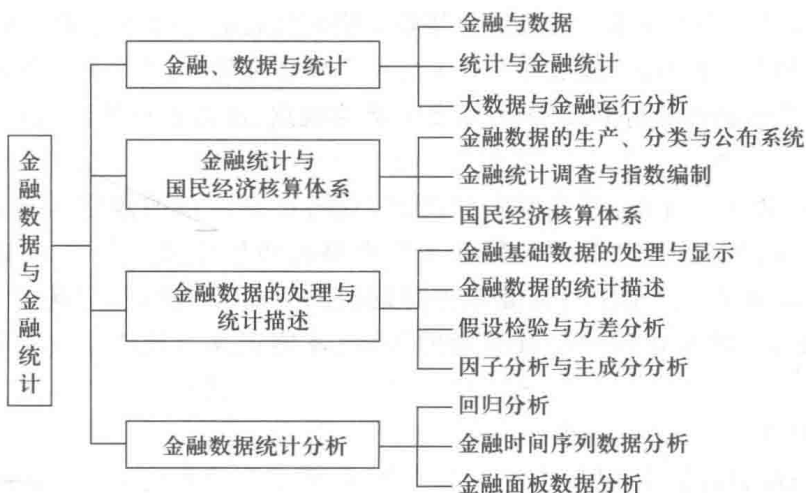 金融数据与金融统计
金融、数据与统计
金融与数据
统计与金融统计
大数据与金融运行分析
金融统计与
国民经济核算体系
金融数据的生产、分类与公布系统
金融统计调查与指数编制
国民经济核算体系
金融数据的处理与
统计描述
金融基础数据的处理与显示
金融数据的统计描述
假设检验与方差分析
因子分析与主成分分析
金融数据统计分析
回归分析
金融时间序列数据分析
金融面板数据分析